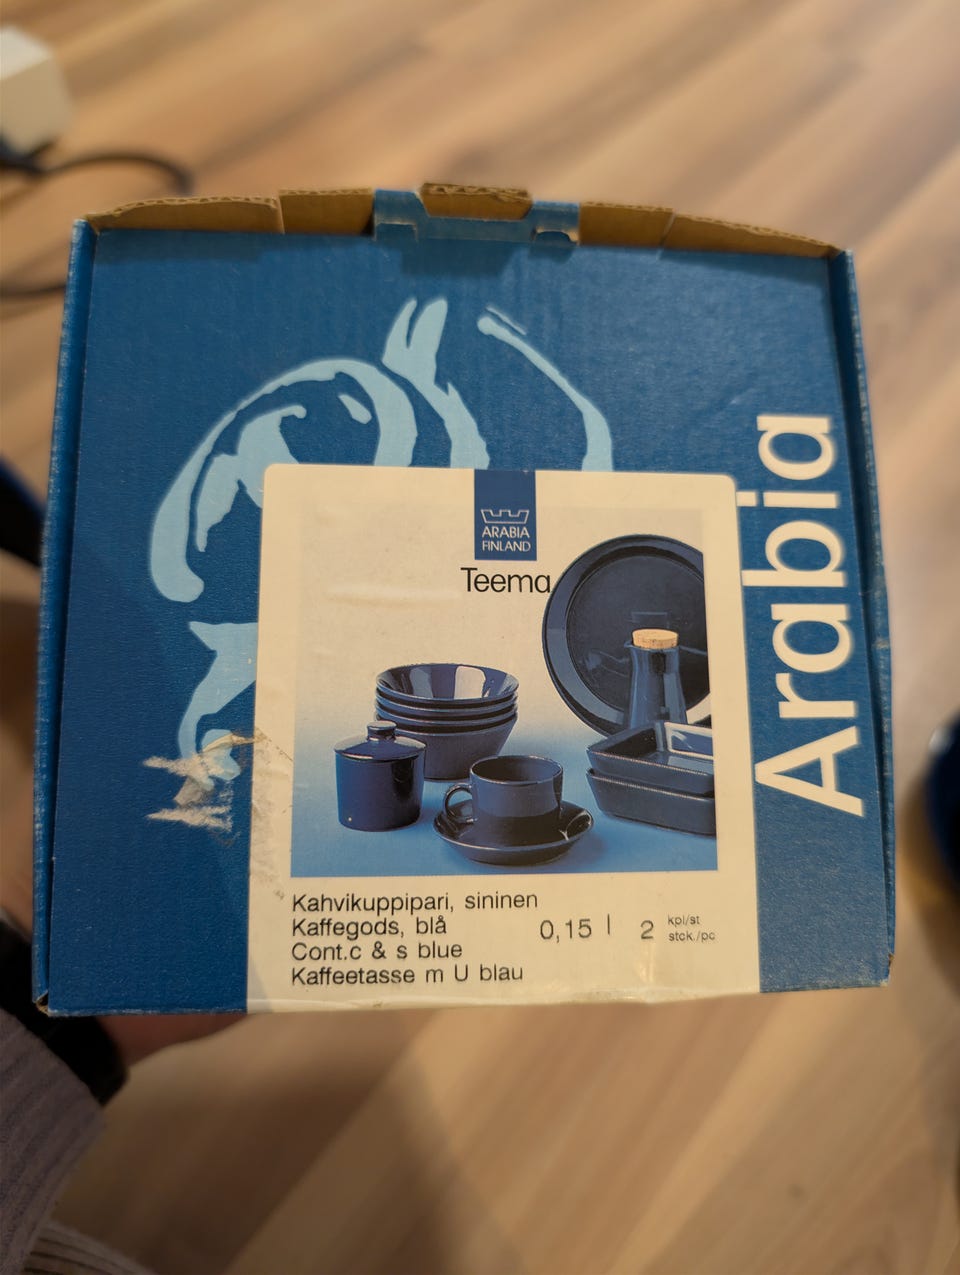 ARABIA
FINLAND
Teema
Arabia
Kahvikuppipari, sininen
Kaffegods, blå
Cont.c & s blue
Kaffeetasse m U blau
0,15 l
2 kpl/st
stck./pc